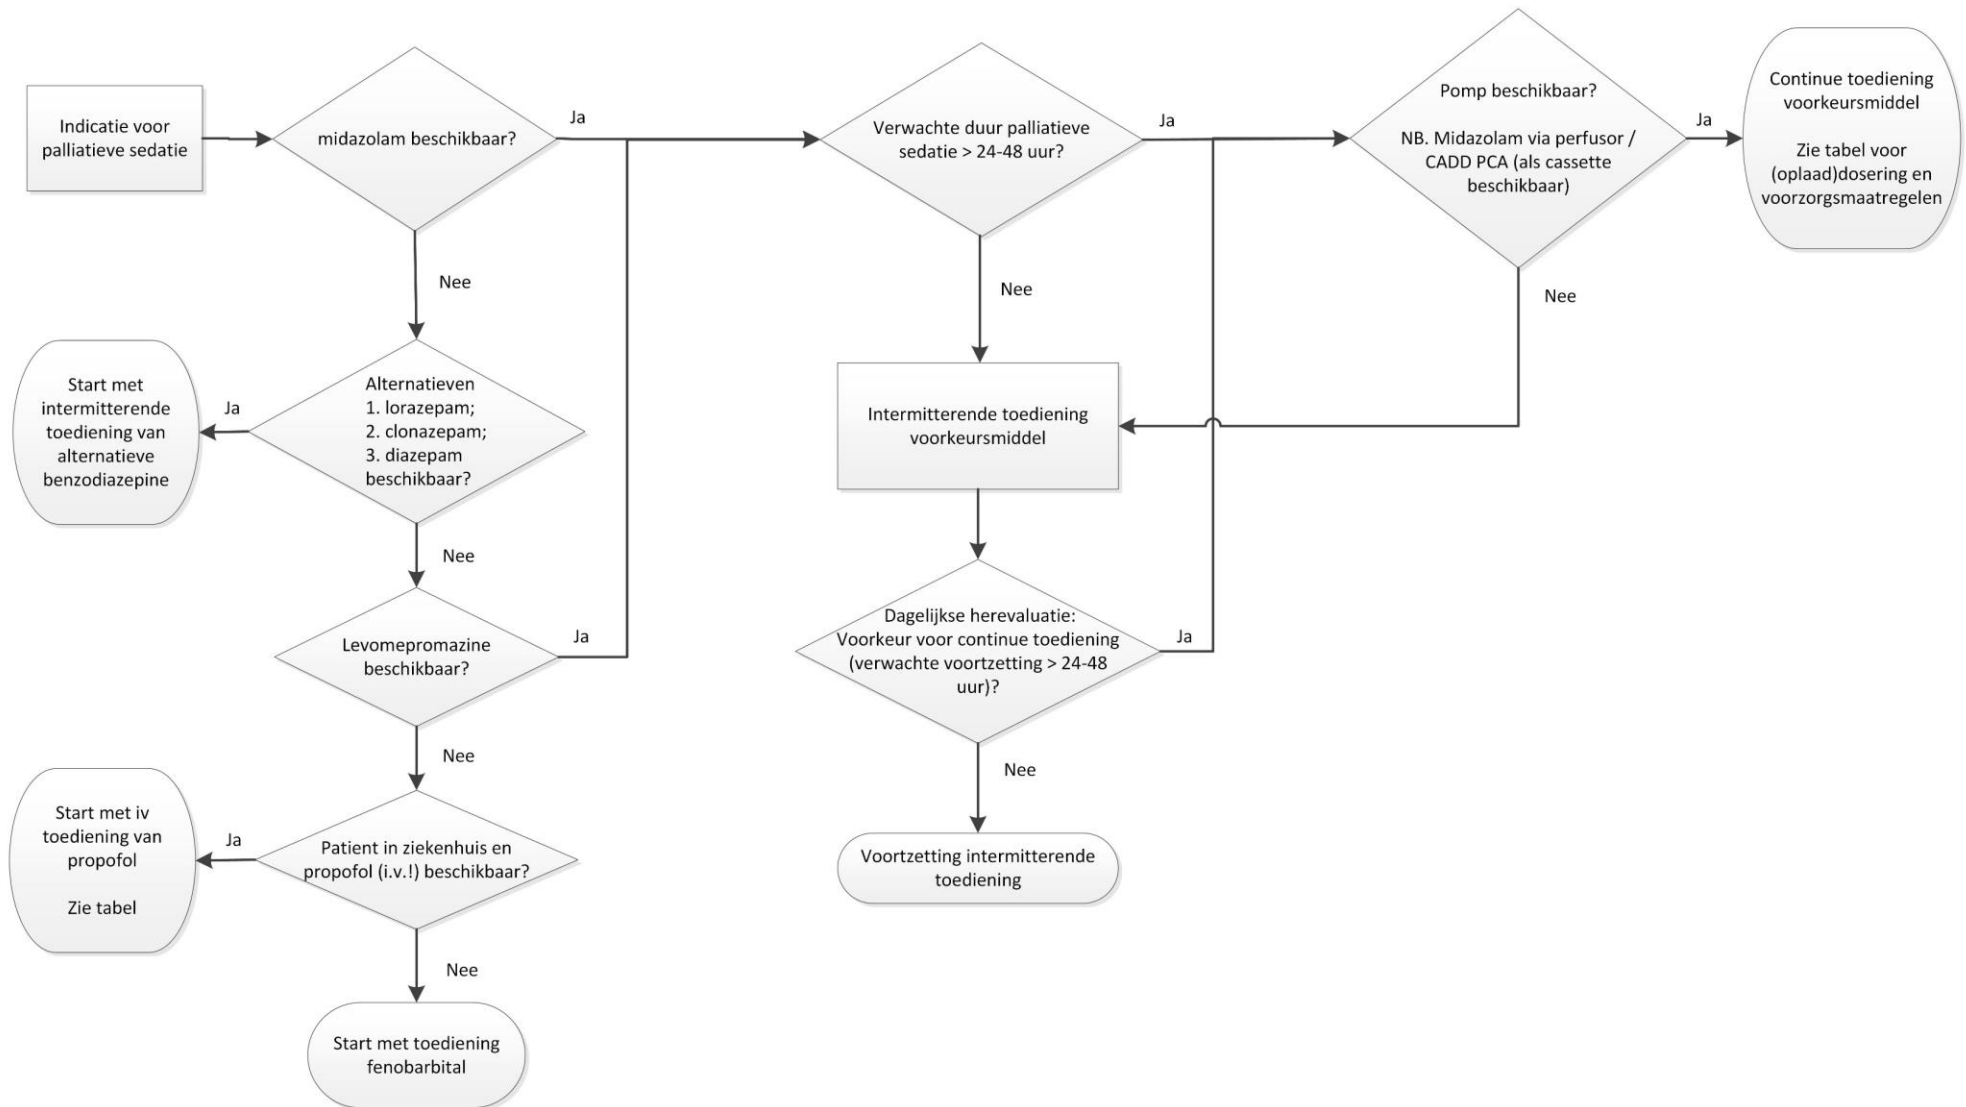 Indicatie voor
palliatieve sedatie
midazolam beschikbaar?
Ja
Nee
Verwachte duur palliatieve
sedatie > 24-48 uur?
Ja
Nee
Pomp beschikbaar?
NB. Midazolam via perfusor /
CADD PCA (als cassette
beschikbaar)
Ja
Nee
Continue toediening
voorkeursmiddel
Zie tabel voor
(oplaad)dosering en
voorzorgsmaatregelen
Start met
intermitterende
toediening van
alternatieve
benzodiazepine
Ja
Alternatieven
1. lorazepam;
2. clonazepam;
3. diazepam
beschikbaar?
Nee
Intermitterende toediening
voorkeursmiddel
Levomepromazine
beschikbaar?
Ja
Nee
Dagelijkse herevaluatie:
Voorkeur voor continue toediening
(verwachte voortzetting > 24-48
uur)?
Ja
Nee
Start met iv
toediening van
propofol
Zie tabel
Ja
Patient in ziekenhuis en
propofol (i.v.!) beschikbaar?
Nee
Voortzetting intermitterende
toediening
Start met toediening
fenobarbital